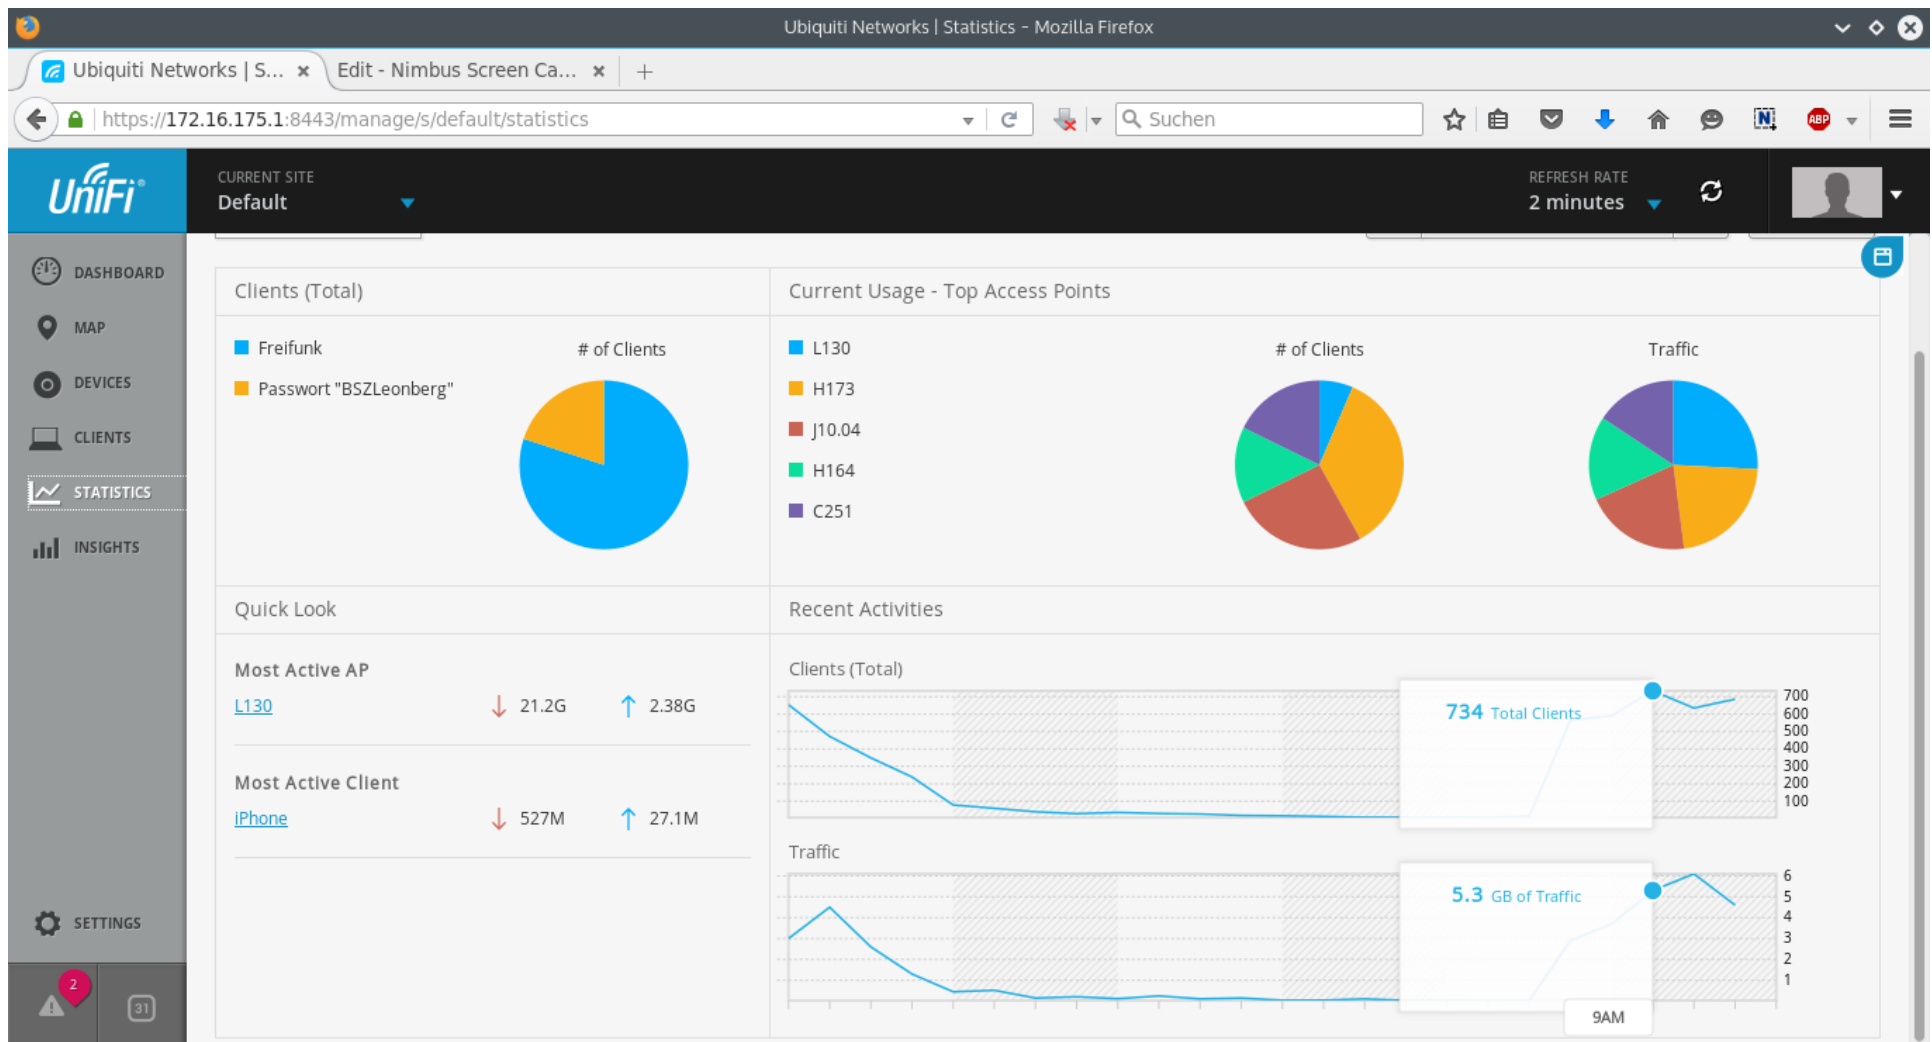 Ubiquiti Networks | Statistics - Mozilla Firefox
Ubiquiti Networks | S...
Edit - Nimbus Screen Ca...
https://172.16.175.1:8443/manage/s/default/statistics
Suchen
ABP
UniFi
CURRENT SITE
Default
REFRESH RATE
2 minutes
DASHBOARD
MAP
DEVICES
CLIENTS
STATISTICS
INSIGHTS
SETTINGS
2
31
Clients (Total)
Freifunk
Passwort "BSZLeonberg"
# of Clients
Current Usage - Top Access Points
L130
H173
J10.04
H164
C251
# of Clients
Traffic
Quick Look
Most Active AP
L130
↓ 21.2G
↑ 2.38G
Most Active Client
iPhone
↓ 527M
↑ 27.1M
Recent Activities
Clients (Total)
734 Total Clients
700
600
500
400
300
200
100
Traffic
5.3 GB of Traffic
6
5
4
3
2
1
9AM